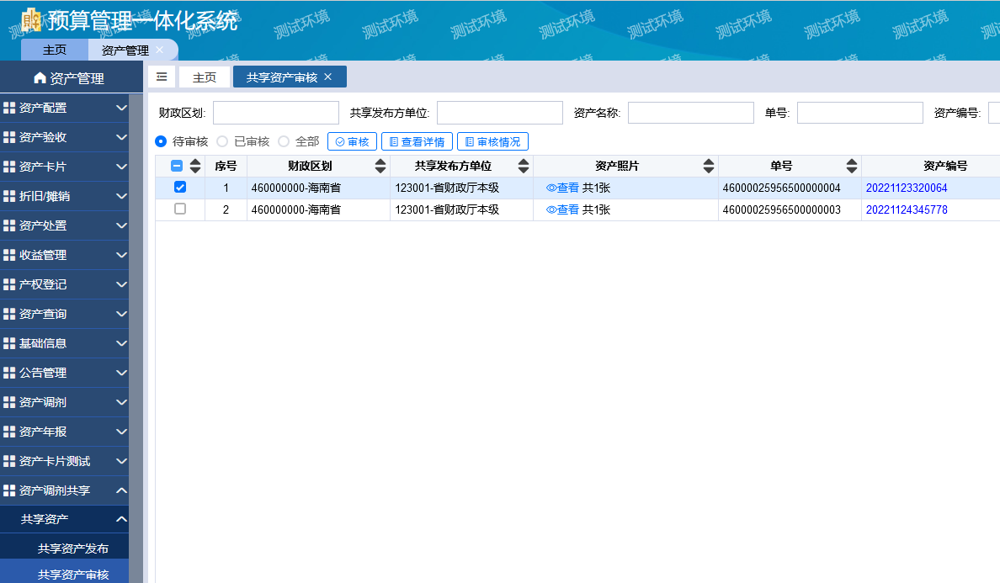 预算管理一体化系统
测试环境 测试环境 测试环境 测试环境 测试环境 测试环境 测试环境 测试环境 测试环境 测试环境 测试环境
主页 资产管理
资产管理
主页 共享资产审核
资产配置
资产验收
资产卡片
折旧/摊销
资产处置
收益管理
产权登记
资产查询
基础信息
公告管理
资产调剂
资产年报
资产卡片测试
资产调剂共享
共享资产
共享资产发布
共享资产审核
财政区划: 共享发布方单位: 资产名称: 单号: 资产编号:
待审核 已审核 全部 审核 查看详情 审核情况
序号 财政区划 共享发布方单位 资产照片 单号 资产编号
1 460000000-海南省 123001-省财政厅本级 查看 共1张 46000025956500000004 20221123320064
2 460000000-海南省 123001-省财政厅本级 查看 共1张 46000025956500000003 20221124345778